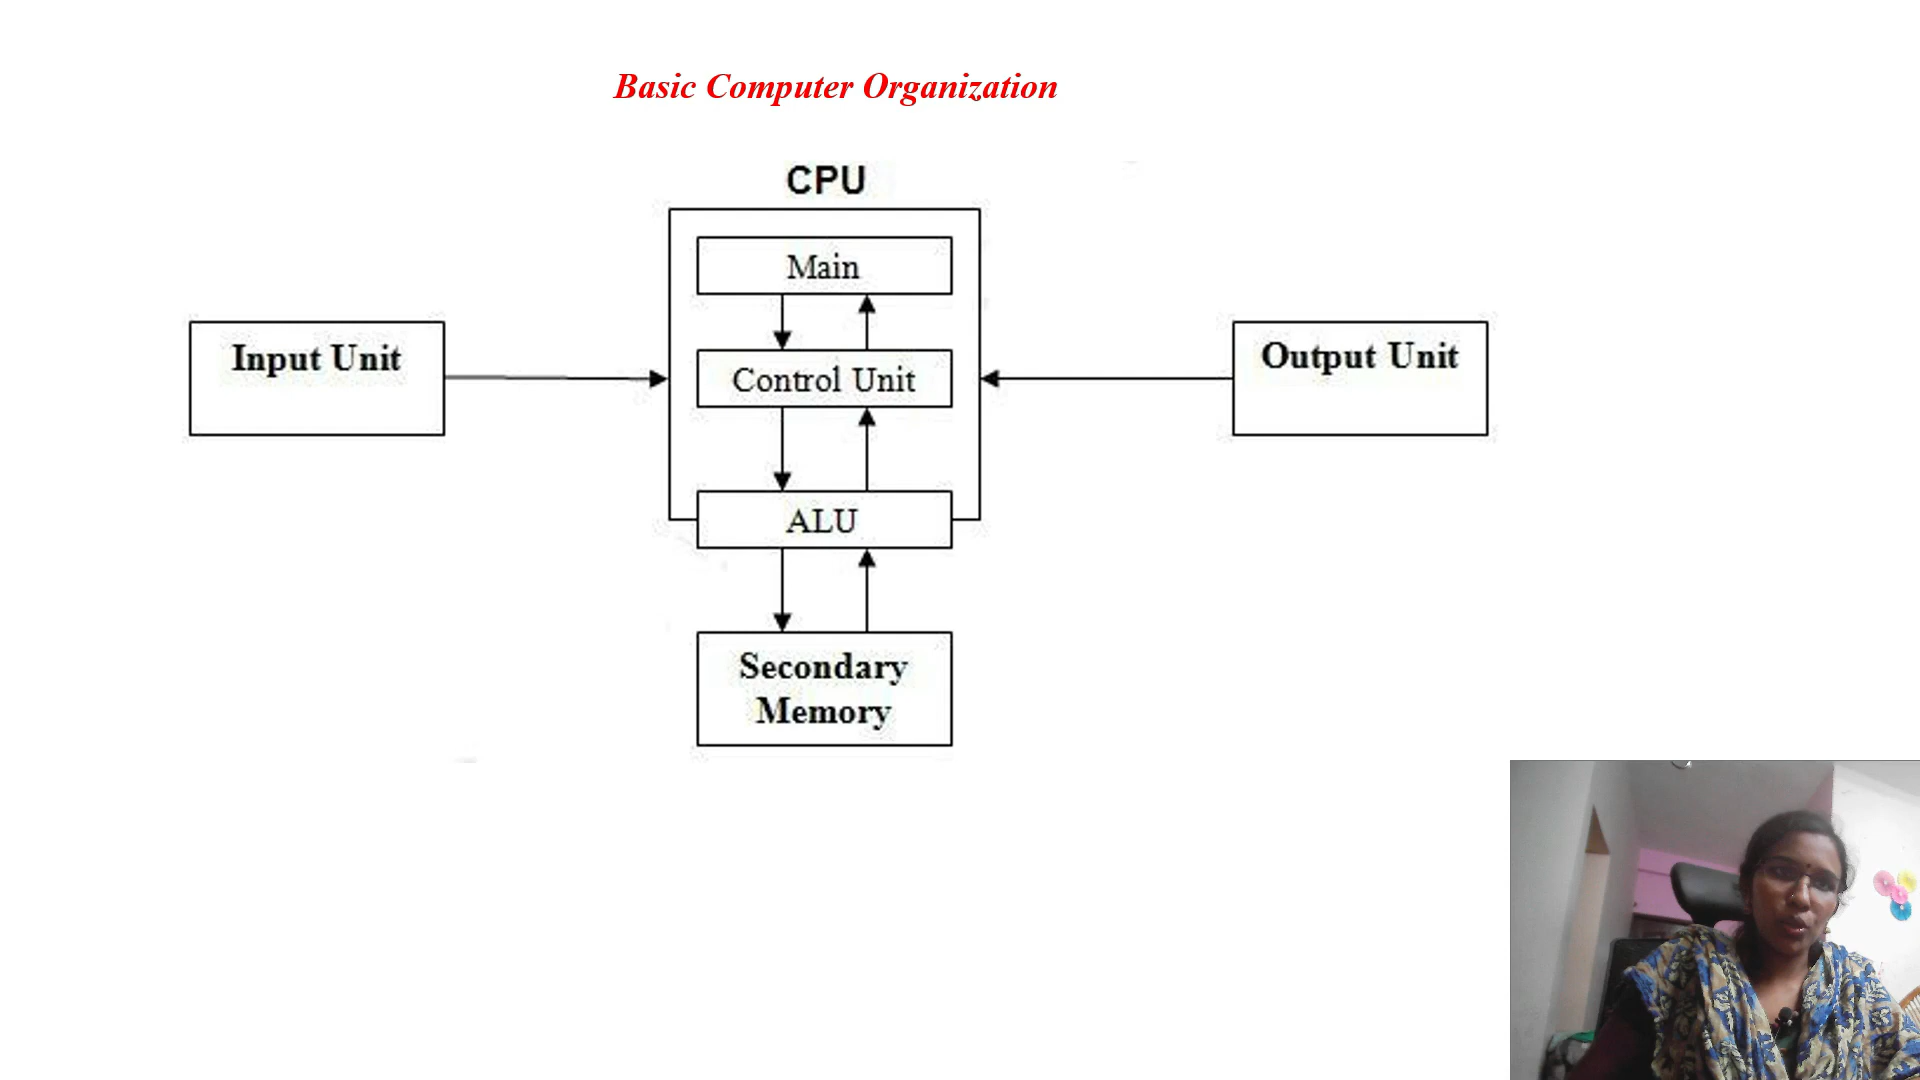 Basic Computer Organization
CPU
Main
Control Unit
Input Unit
Output Unit
ALU
Secondary
Memory